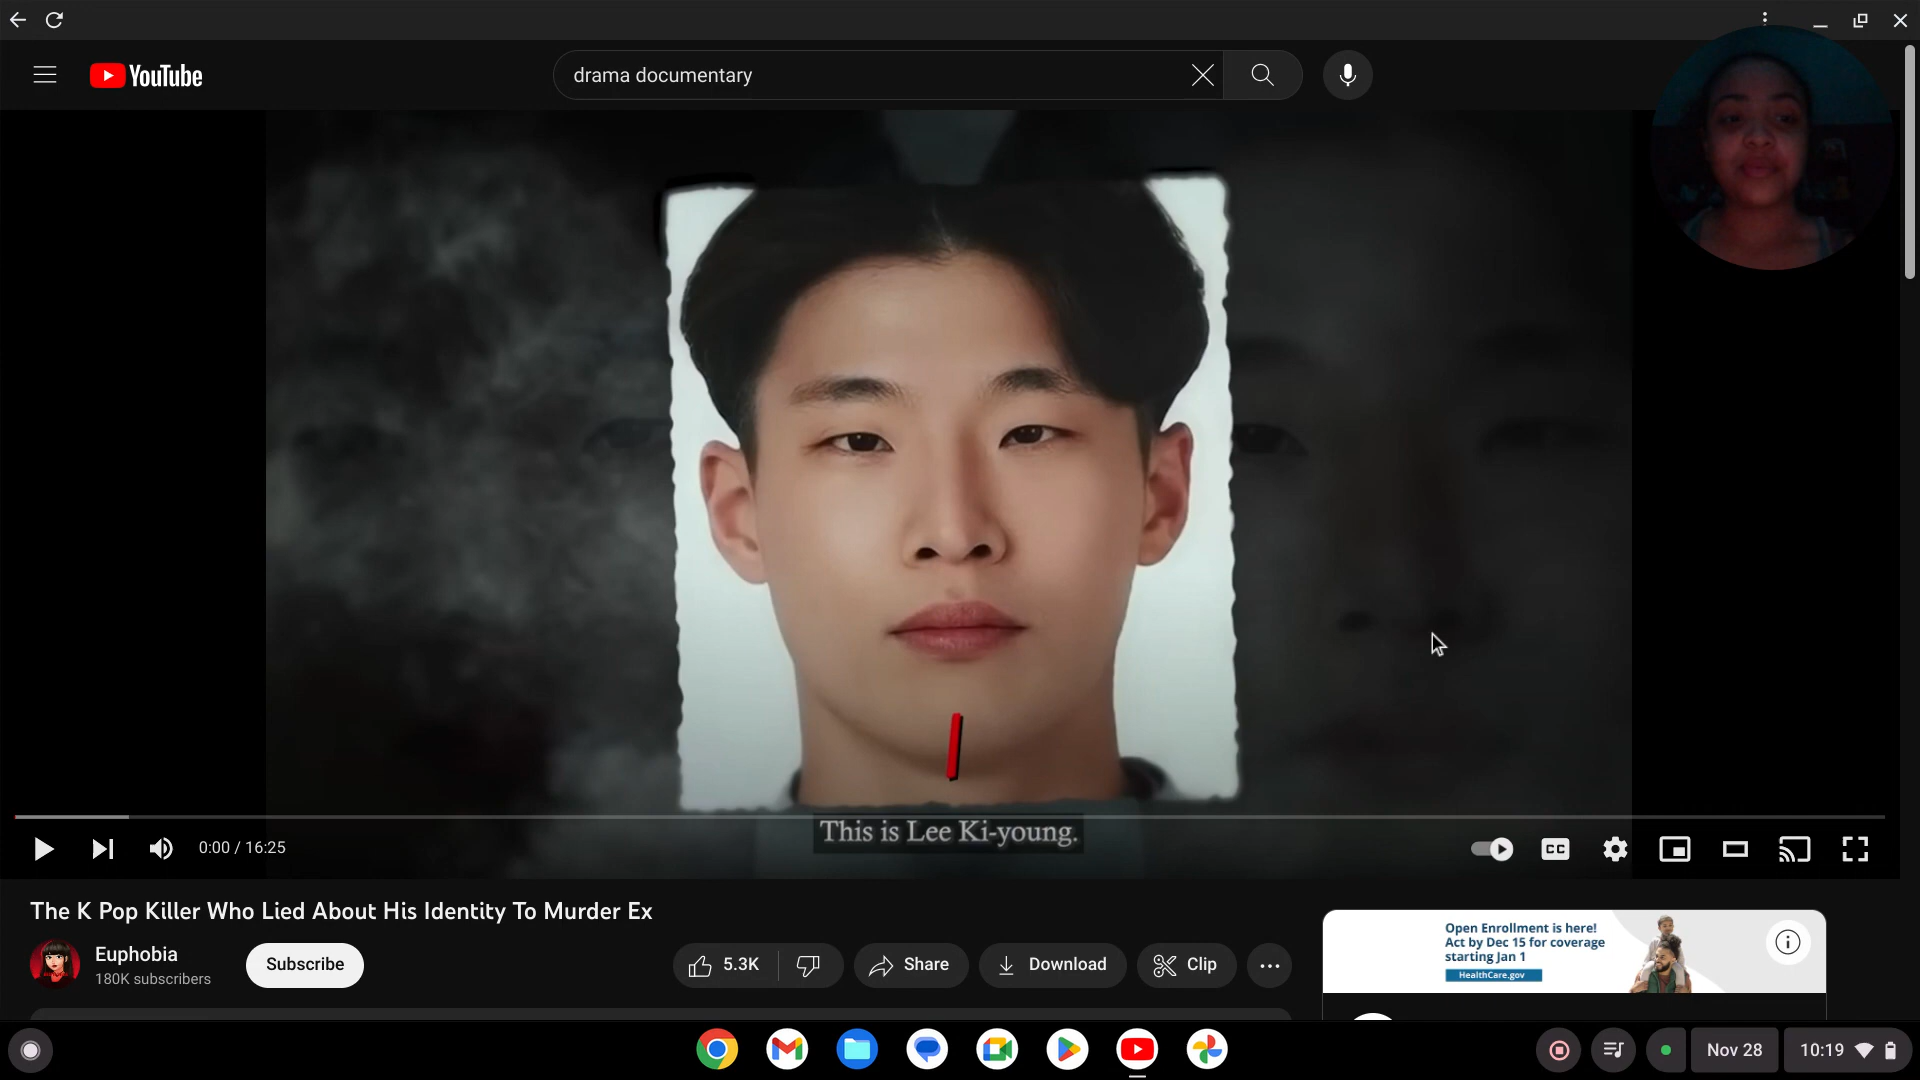 YouTube
drama documentary
This is Lee Ki-young.
0:00 / 16:25
CC
The K Pop Killer Who Lied About His Identity To Murder Ex
Euphobia
180K subscribers
Subscribe
5.3K
Share
Download
Clip
Open Enrollment is here!
Act by Dec 15 for coverage
starting Jan 1
HealthCare.gov
Nov 28
10:19